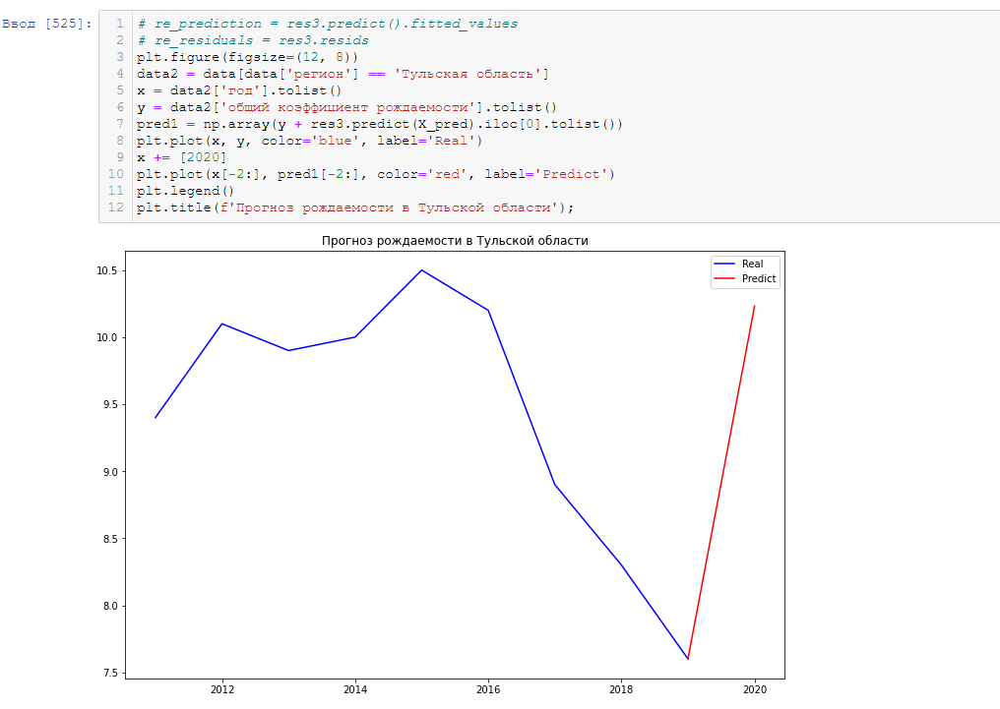 Ввод [525]:
1 # re_prediction = res3.predict().fitted_values
2 # re_residuals = res3.resids
3 plt.figure(figsize=(12, 8))
4 data2 = data[data['регион'] == 'Тульская область']
5 x = data2['год'].tolist()
6 y = data2['общий коэффициент рождаемости'].tolist()
7 pred1 = np.array(y + res3.predict(X_pred).iloc[0].tolist())
8 plt.plot(x, y, color='blue', label='Real')
9 x += [2020]
10 plt.plot(x[-2:], pred1[-2:], color='red', label='Predict')
11 plt.legend()
12 plt.title(f'Прогноз рождаемости в Тульской области');
Прогноз рождаемости в Тульской области
Real
Predict
10.5
10.0
9.5
9.0
8.5
8.0
7.5
2012 2014 2016 2018 2020